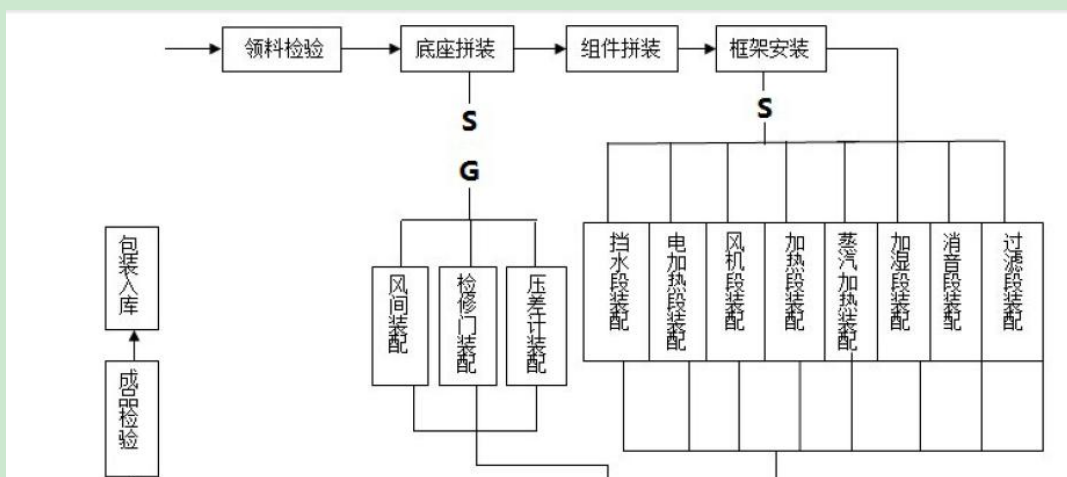 领料检验
底座拼装
组件拼装
框架安装
S
S
G
包装入库
成品检验
风间装配
检修门装配
压差计装配
挡水段装配
电加热段装配
风机段装配
加热段装配
蒸汽加热装配
加湿段装配
消音段装配
过滤段装配